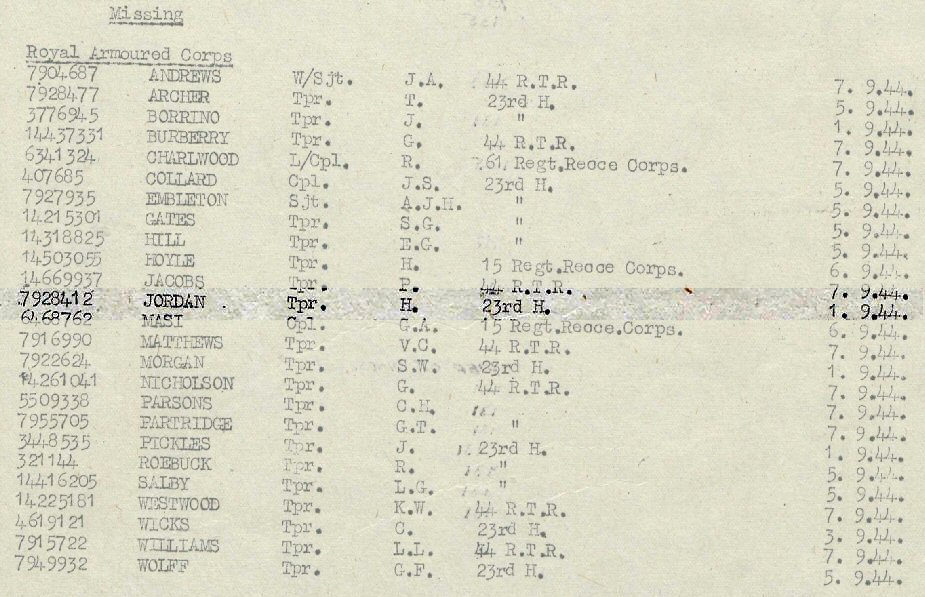 Missing
Royal Armoured Corps
7904687 ANDREWS W/Sjt. J.A. 44 R.T.R. 7. 9.44.
7928477 ARCHER Tpr. T. 23rd H. 5. 9.44.
3776945 BORRINO Tpr. J. " 1. 9.44.
14437331 BURBERRY Tpr. G. 44 R.T.R. 7. 9.44.
6341324 CHARLWOOD L/Cpl. R. 61 Regt.Recce Corps. 7. 9.44.
407685 COLLARD Cpl. J.S. 23rd H. 5. 9.44.
7927935 EMBLETON Sjt. A.J.H. " 5. 9.44.
14215301 GATES Tpr. S.G. " 5. 9.44.
14318825 HILL Tpr. E.G. " 5. 9.44.
14503055 HOYLE Tpr. H. 15 Regt.Recce Corps. 6. 9.44.
14669937 JACOBS Tpr. 44 R.T.R. 7. 9.44.
7928412 JORDAN Tpr. H. 23rd H. 1. 9.44.
6468762 MASI Cpl. G.A. 15 Regt.Recce.Corps. 6. 9.44.
7916990 MATTHEWS Tpr. V.C. 44 R.T.R. 7. 9.44.
7922624 MORGAN Tpr. S.W. 23rd H. 1. 9.44.
14261041 NICHOLSON Tpr. G. 44 R.T.R. 7. 9.44.
5509338 PARSONS Tpr. C.H. 7. 9.44.
7955705 PARTRIDGE Tpr. G.T. " 7. 9.44.
3448535 PICKLES Tpr. J. 23rd H. 1. 9.44.
321144 ROEBUCK Tpr. R. " 5. 9.44.
14416205 SALBY Tpr. L.G. " 5. 9.44.
14225181 WESTWOOD Tpr. K.W. 44 R.T.R. 7. 9.44.
4619121 WICKS Tpr. C. 23rd H. 3. 9.44.
7915722 WILLIAMS Tpr. L.L. 44 R.T.R. 7. 9.44.
7949932 WOLFF Tpr. G.F. 23rd H. 5. 9.44.